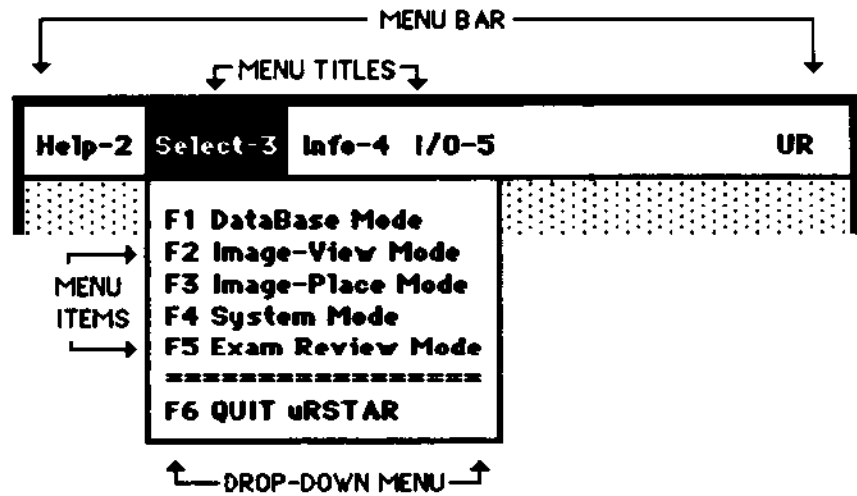 MENU BAR
MENU TITLES
Help-2 Select-3 Info-4 I/O-5 UR
F1 DataBase Mode
F2 Image-View Mode
F3 Image-Place Mode
F4 System Mode
F5 Exam Review Mode
==================
F6 QUIT uRSTAR
MENU
ITEMS
DROP-DOWN MENU